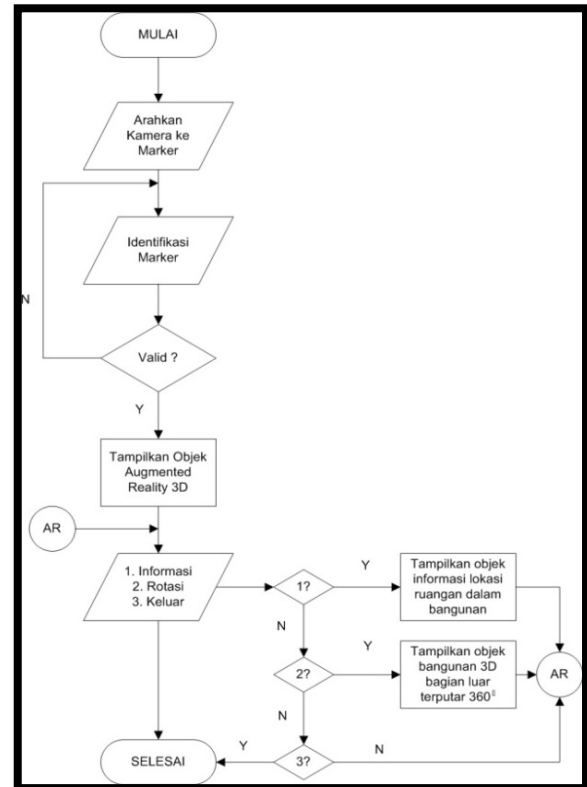 MULAI
Arahkan
Kamera ke
Marker
Identifikasi
Marker
N
Valid ?
Y
Tampilkan Objek
Augmented
Reality 3D
AR
1. Informasi
2. Rotasi
3. Keluar
1?
Y
Tampilkan objek
informasi lokasi
ruangan dalam
bangunan
N
2?
Y
Tampilkan objek
bangunan 3D
bagian luar
terputar 360°
AR
N
SELESAI
Y
3?
N